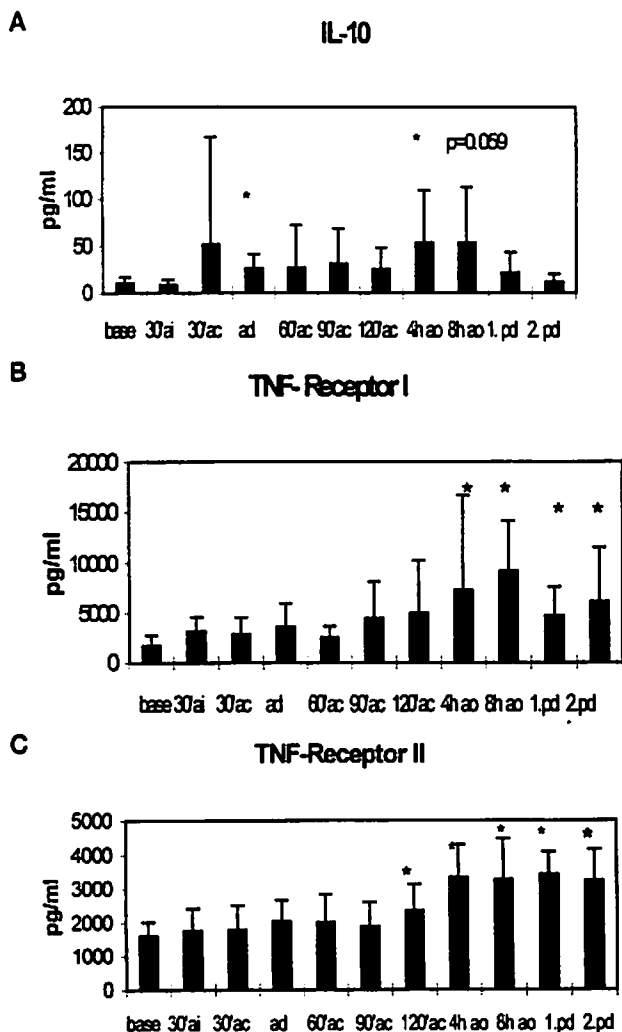 A
IL-10
200
150
100
50
0
pg/ml
* p=0.059
*
base 30'ai 30'ac ad 60'ac 90'ac 120'ac 4h ao 8h ao 1. pd 2. pd
B
TNF- Receptor I
20000
15000
10000
5000
0
pg/ml
* * * *
base 30'ai 30'ac ad 60'ac 90'ac 120'ac 4h ao 8h ao 1.pd 2.pd
C
TNF-Receptor II
5000
4000
3000
2000
1000
0
pg/ml
* * * * *
base 30'ai 30'ac ad 60'ac 90'ac 120'ac 4h ao 8h ao 1.pd 2.pd